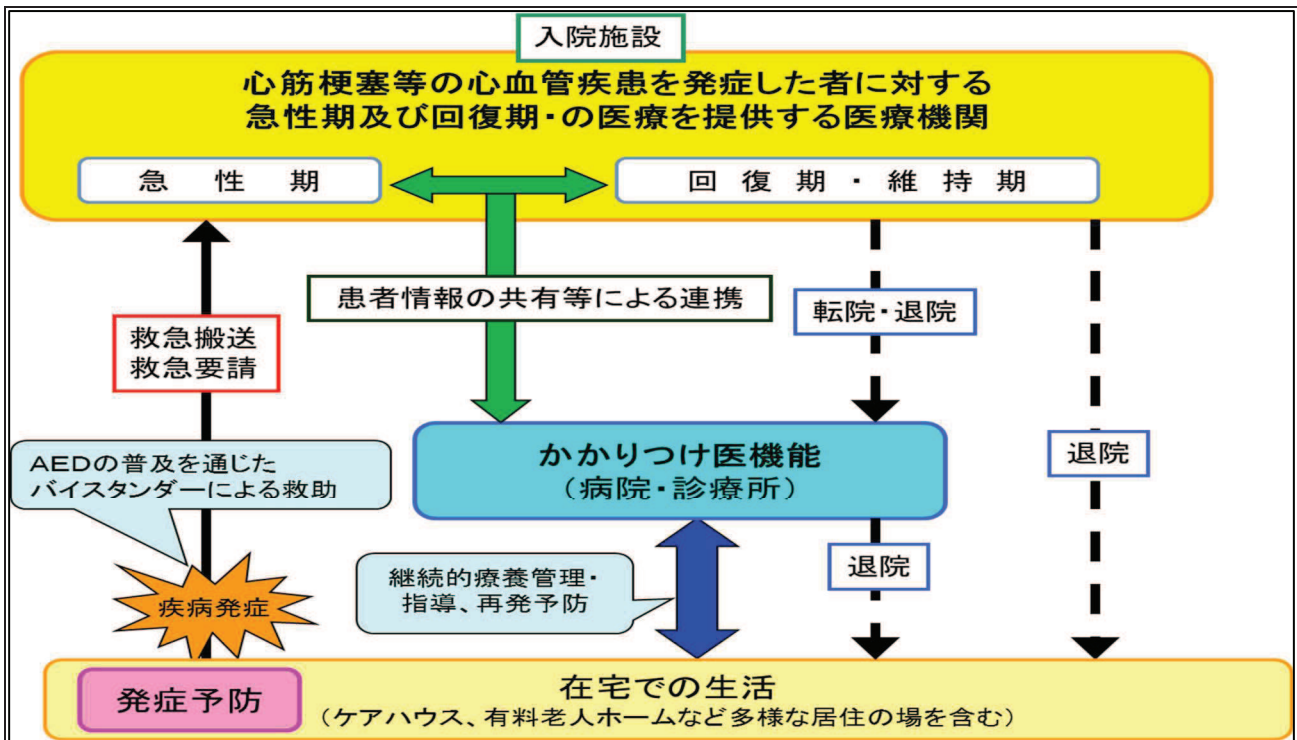 入院施設
心筋梗塞等の心血管疾患を発症した者に対する
急性期及び回復期・の医療を提供する医療機関
急性期
回復期・維持期
患者情報の共有等による連携
転院・退院
救急搬送
救急要請
かかりつけ医機能
(病院・診療所)
退院
AEDの普及を通じた
バイスタンダーによる救助
退院
継続的療養管理・
指導、再発予防
疾病発症
発症予防
在宅での生活
(ケアハウス、有料老人ホームなど多様な居住の場を含む)